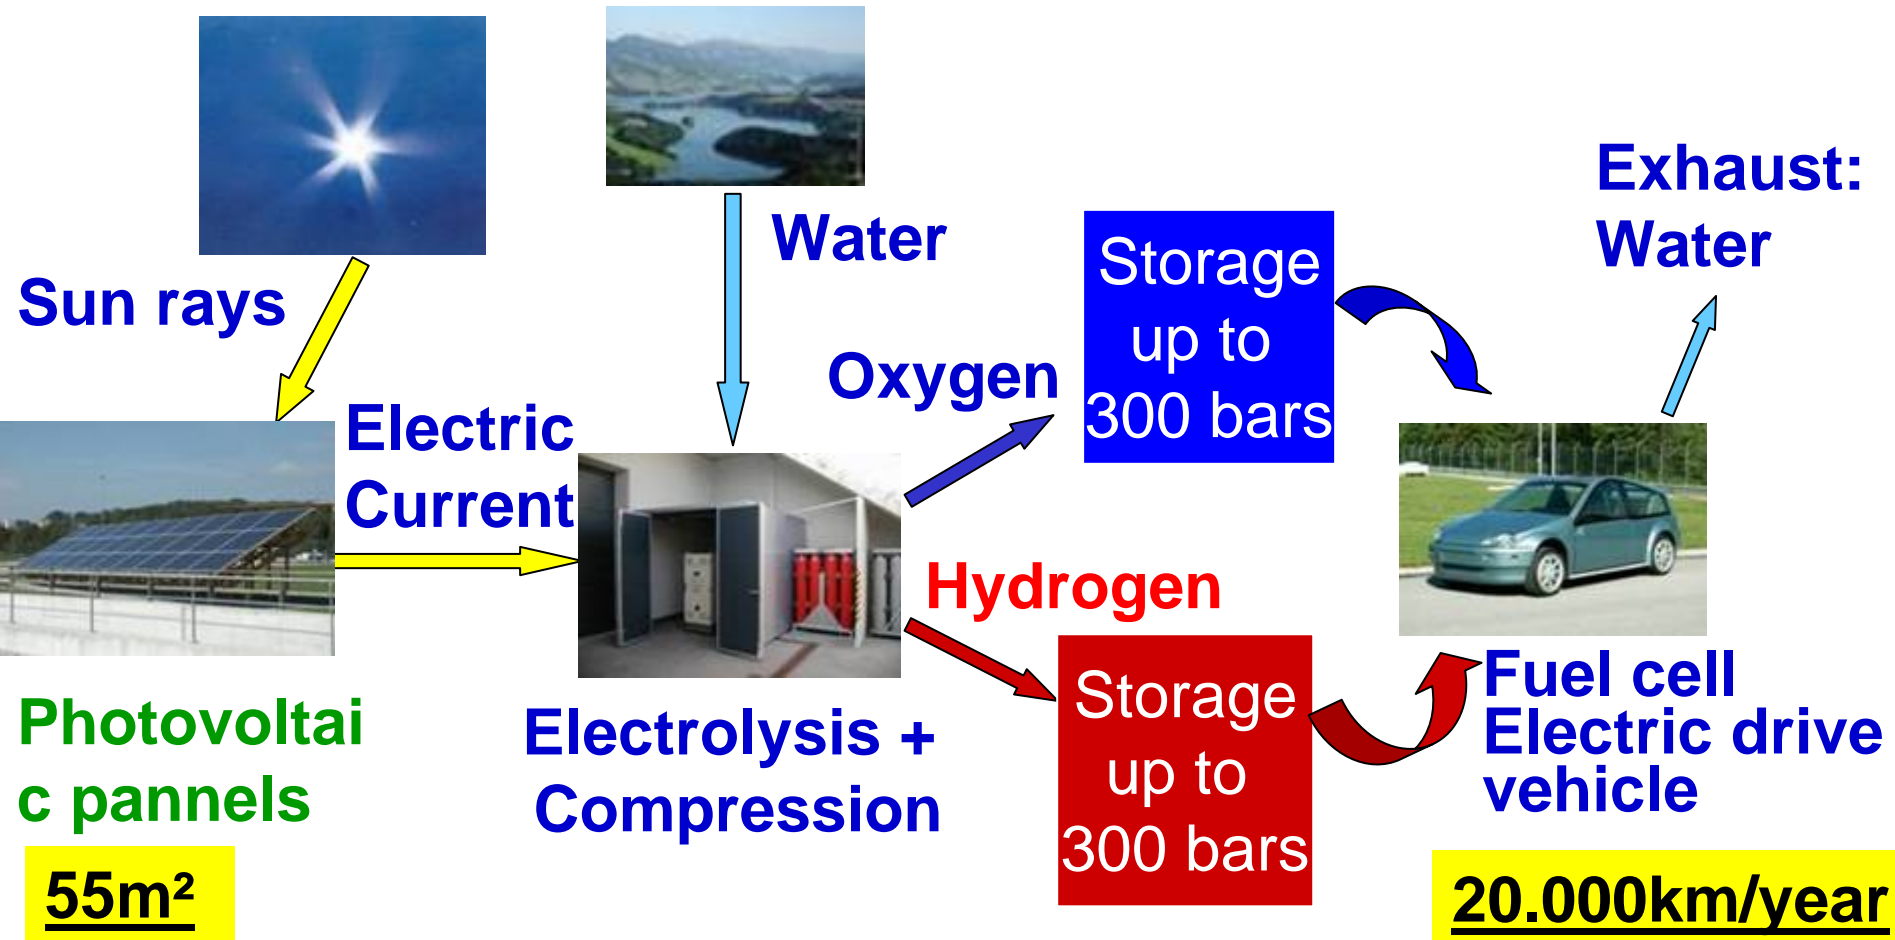 Sun rays
Water
Exhaust:
Water
Storage
up to
300 bars
Oxygen
Electric
Current
Hydrogen
Storage
up to
300 bars
Photovoltai
c pannels
55m²
Electrolysis +
Compression
Fuel cell
Electric drive
vehicle
20.000km/year